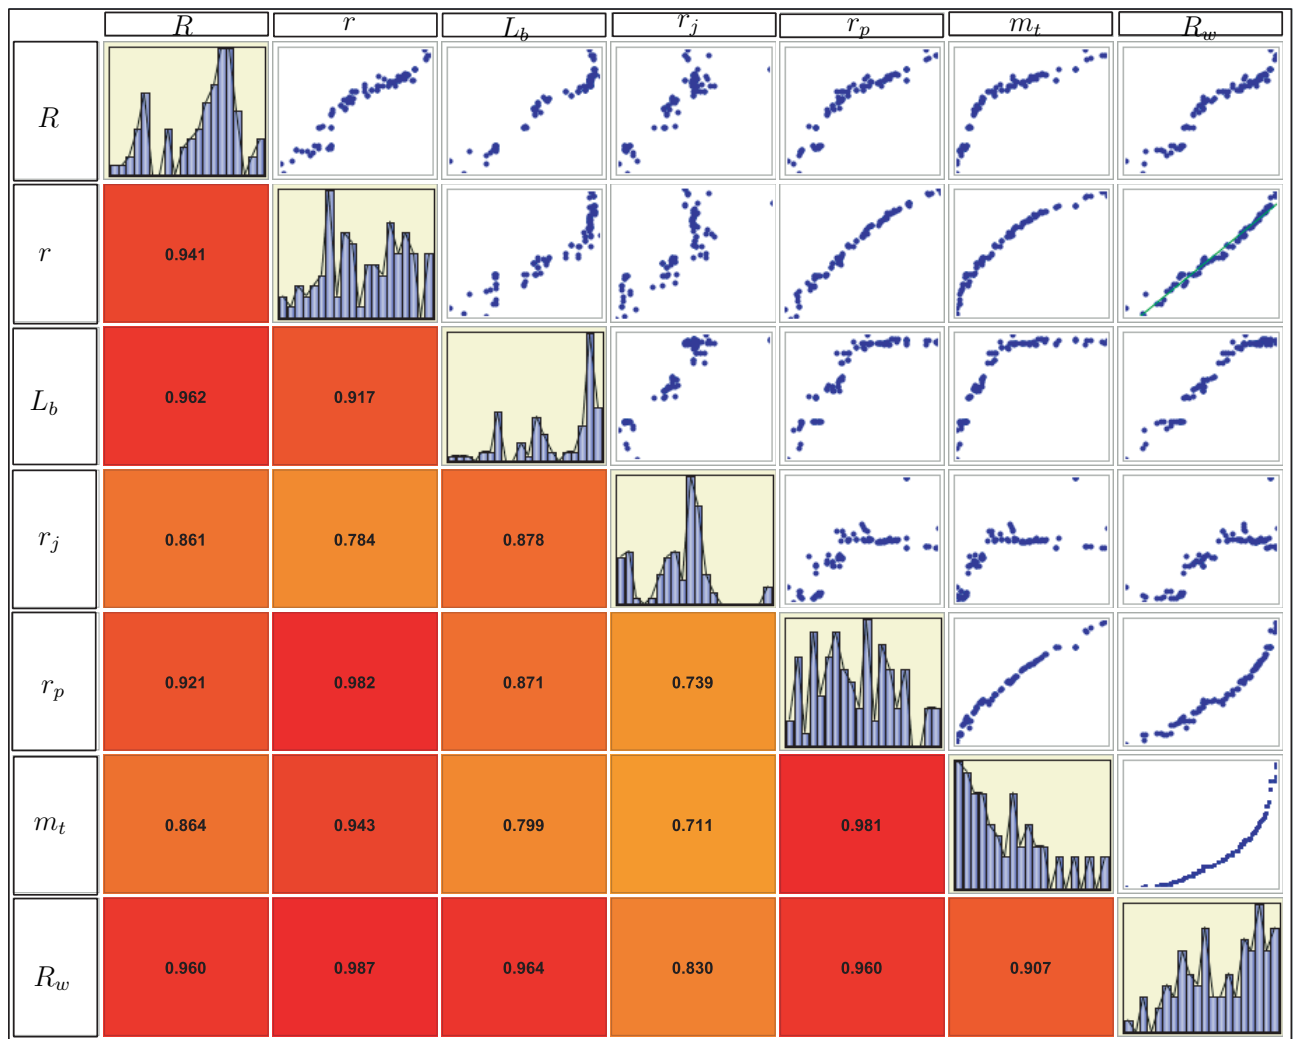 R r L_b r_j r_p m_t R_w
R
r 0.941
L_b 0.962 0.917
r_j 0.861 0.784 0.878
r_p 0.921 0.982 0.871 0.739
m_t 0.864 0.943 0.799 0.711 0.981
R_w 0.960 0.987 0.964 0.830 0.960 0.907